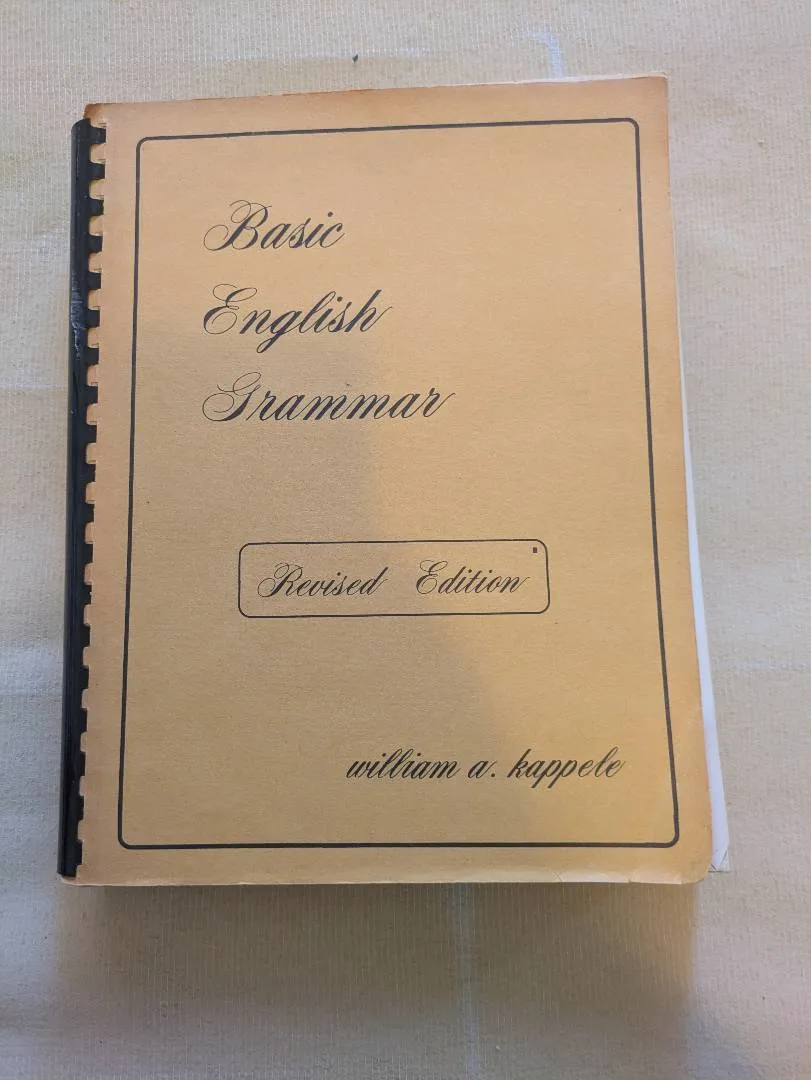 Basic
English
Grammar
Revised Edition
william a. kappele